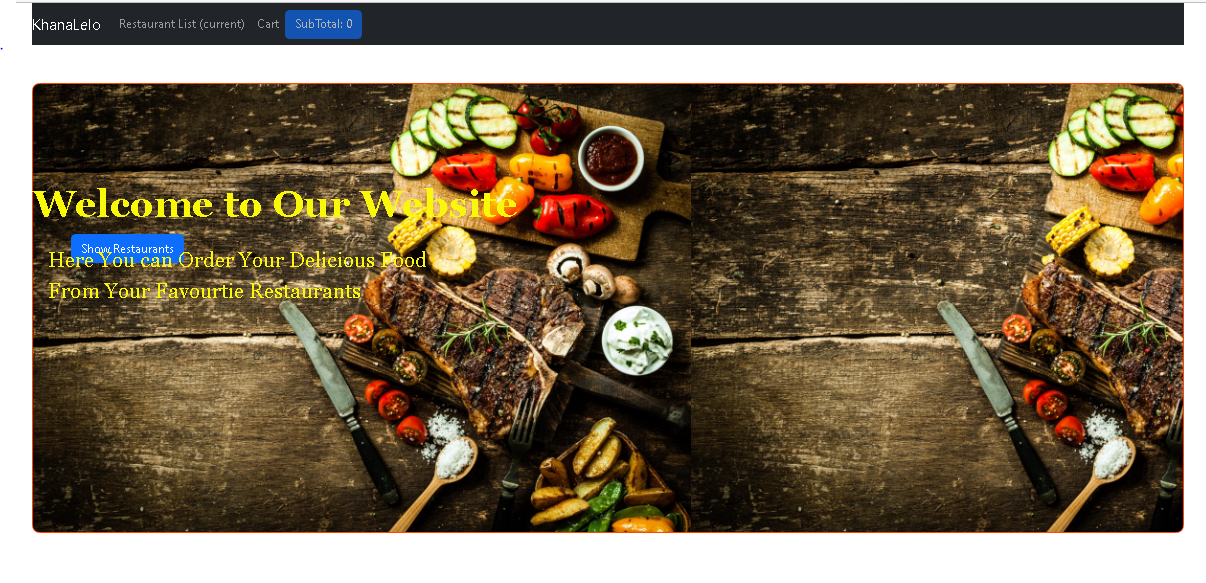 KhanaLelo Restaurant List (current) Cart SubTotal: 0
Welcome to Our Website
Show Restaurants
Here You can Order Your Delicious Food
From Your Favourtie Restaurants